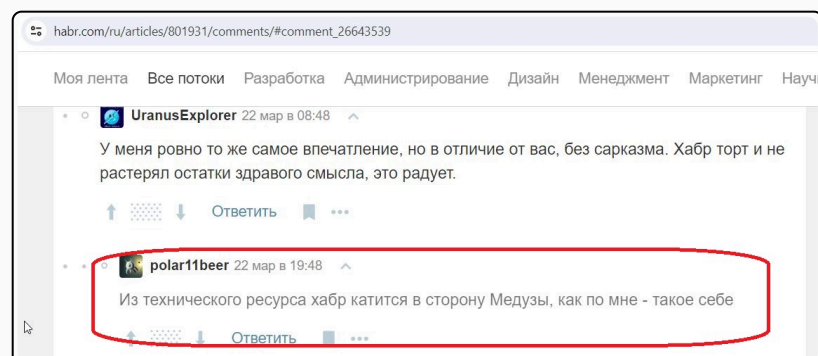 habr.com/ru/articles/801931/comments/#comment_26643539
Моя лента Все потоки Разработка Администрирование Дизайн Менеджмент Маркетинг Науч
UranusExplorer 22 мар в 08:48
У меня ровно то же самое впечатление, но в отличие от вас, без сарказма. Хабр торт и не
растерял остатки здравого смысла, это радует.
Ответить
polar11beer 22 мар в 19:48
Из технического ресурса хабр катится в сторону Медузы, как по мне - такое себе
Ответить